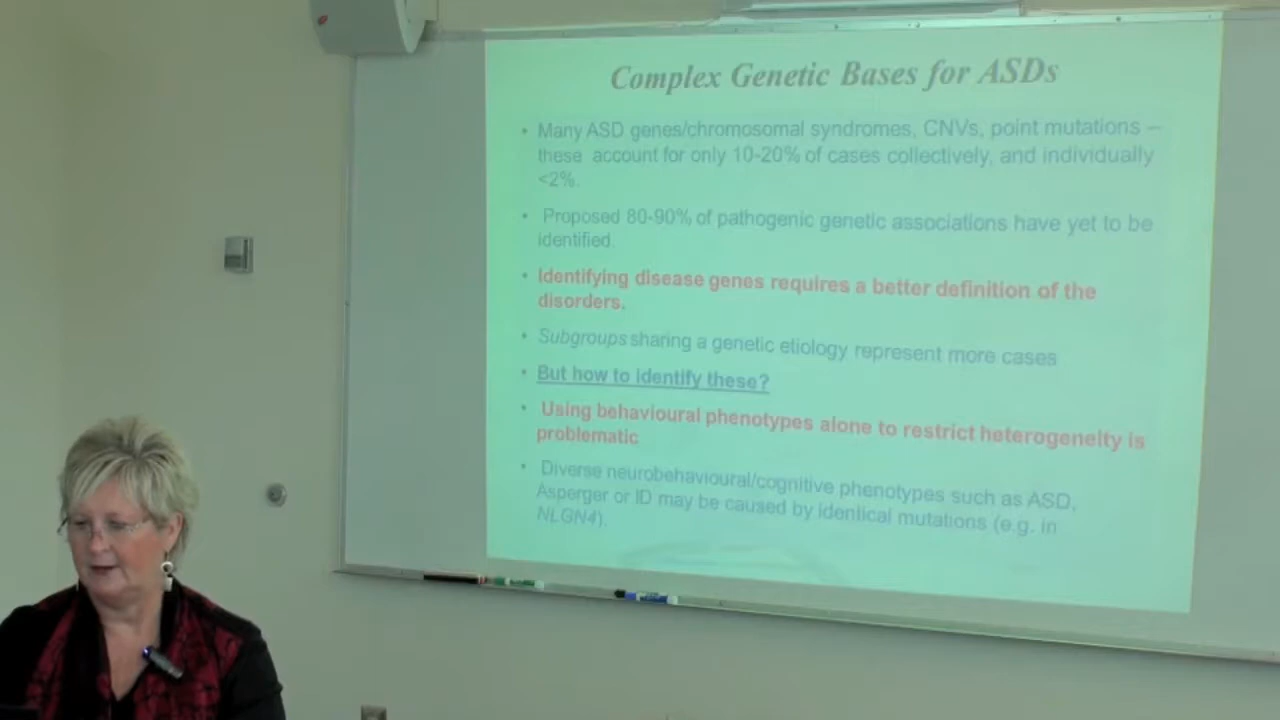 Complex Genetic Bases for ASDs
• Many ASD genes/chromosomal syndromes, CNVs, point mutations –
these account for only 10-20% of cases collectively, and individually
<2%.
• Proposed 80-90% of pathogenic genetic associations have yet to be
identified.
• Identifying disease genes requires a better definition of the
disorders.
• Subgroups sharing a genetic etiology represent more cases
• But how to identify these?
• Using behavioural phenotypes alone to restrict heterogeneity is
problematic
• Diverse neurobehavioural/cognitive phenotypes such as ASD,
Asperger or ID may be caused by identical mutations (e.g. in
NLGN4).